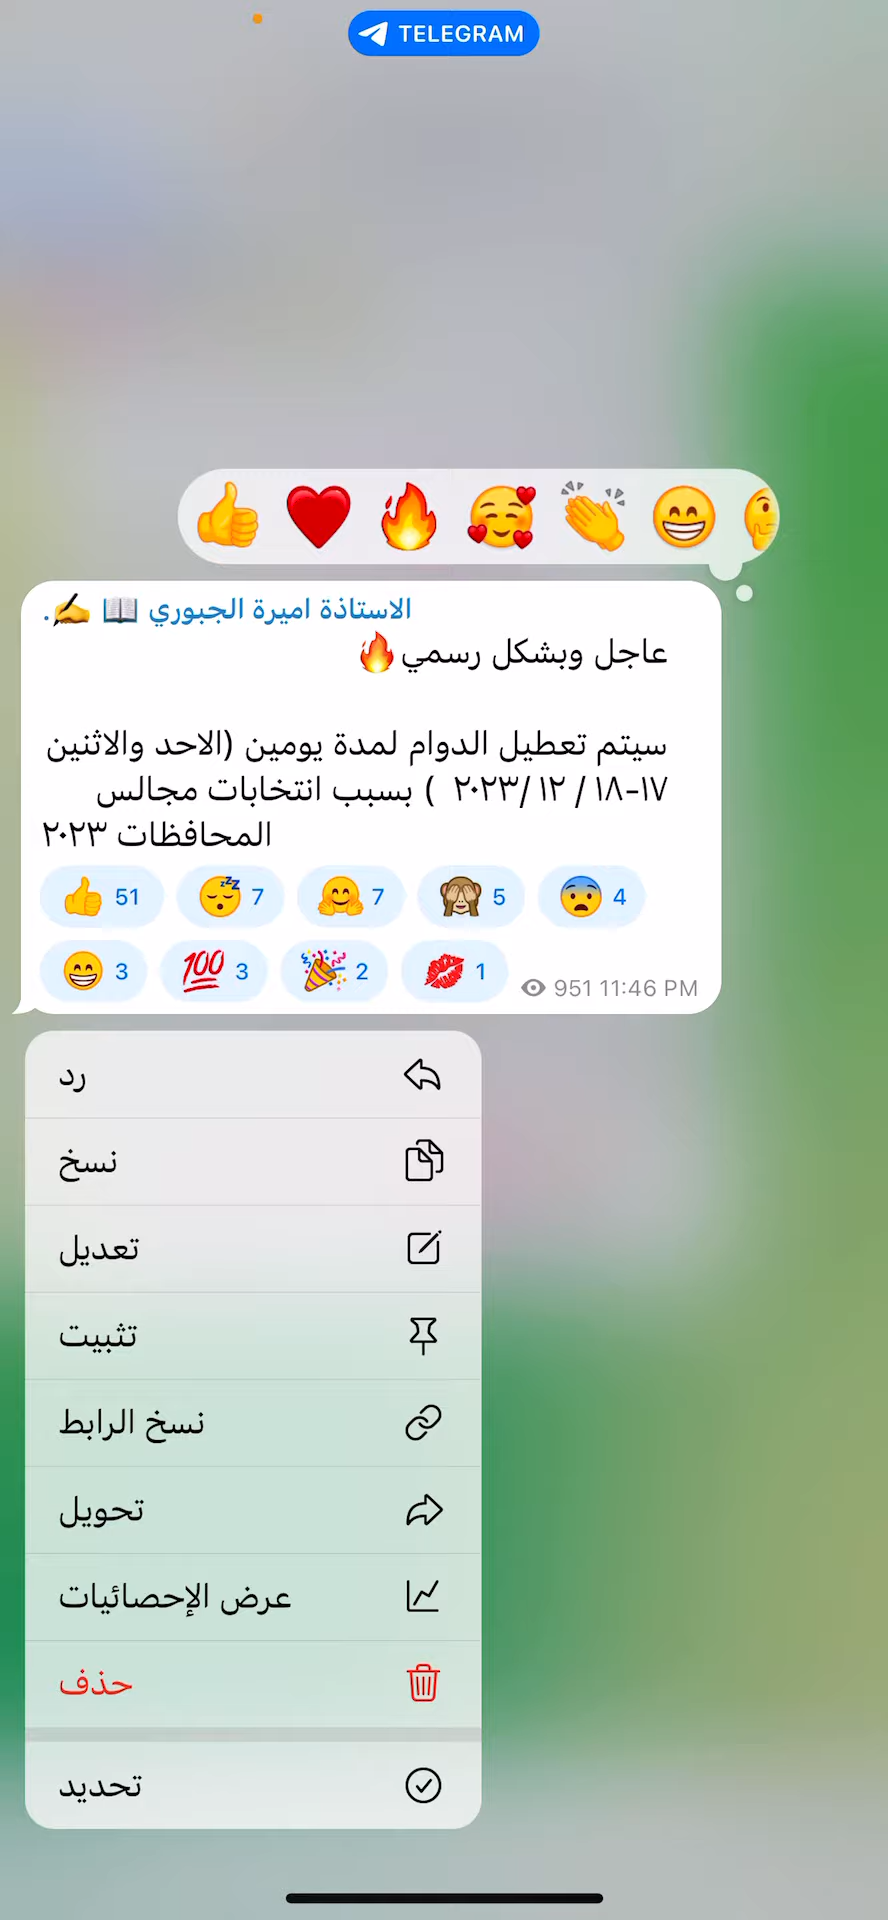 TELEGRAM
الاستاذة اميرة الجبوري 📖 ✍️.
عاجل وبشكل رسمي🔥
سيتم تعطيل الدوام لمدة يومين (الاحد والاثنين
١٧-١٨ / ١٢ /٢٠٢٣ ) بسبب انتخابات مجالس
المحافظات ٢٠٢٣
👍 51 😴 7 🤗 7 🙈 5 😨 4
😁 3 💯 3 🎉 2 💋 1 951 11:46 PM
رد
نسخ
تعديل
تثبيت
نسخ الرابط
تحويل
عرض الإحصائيات
حذف
تحديد